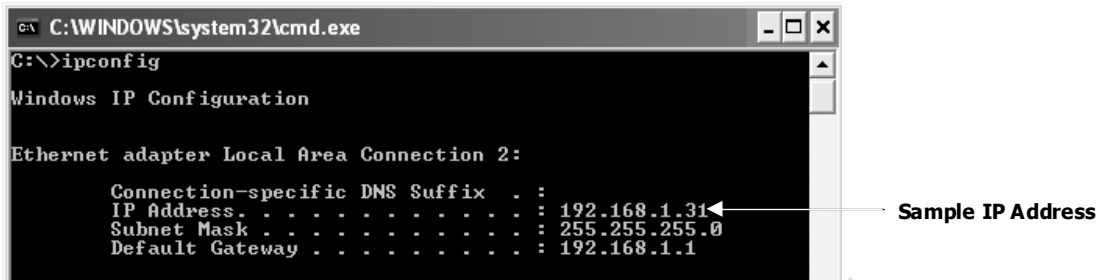 C:\WINDOWS\system32\cmd.exe
C:\>ipconfig
Windows IP Configuration
Ethernet adapter Local Area Connection 2:
Connection-specific DNS Suffix . :
IP Address. . . . . . . . . . . . : 192.168.1.31
Sample IP Address
Subnet Mask . . . . . . . . . . . : 255.255.255.0
Default Gateway . . . . . . . . . : 192.168.1.1